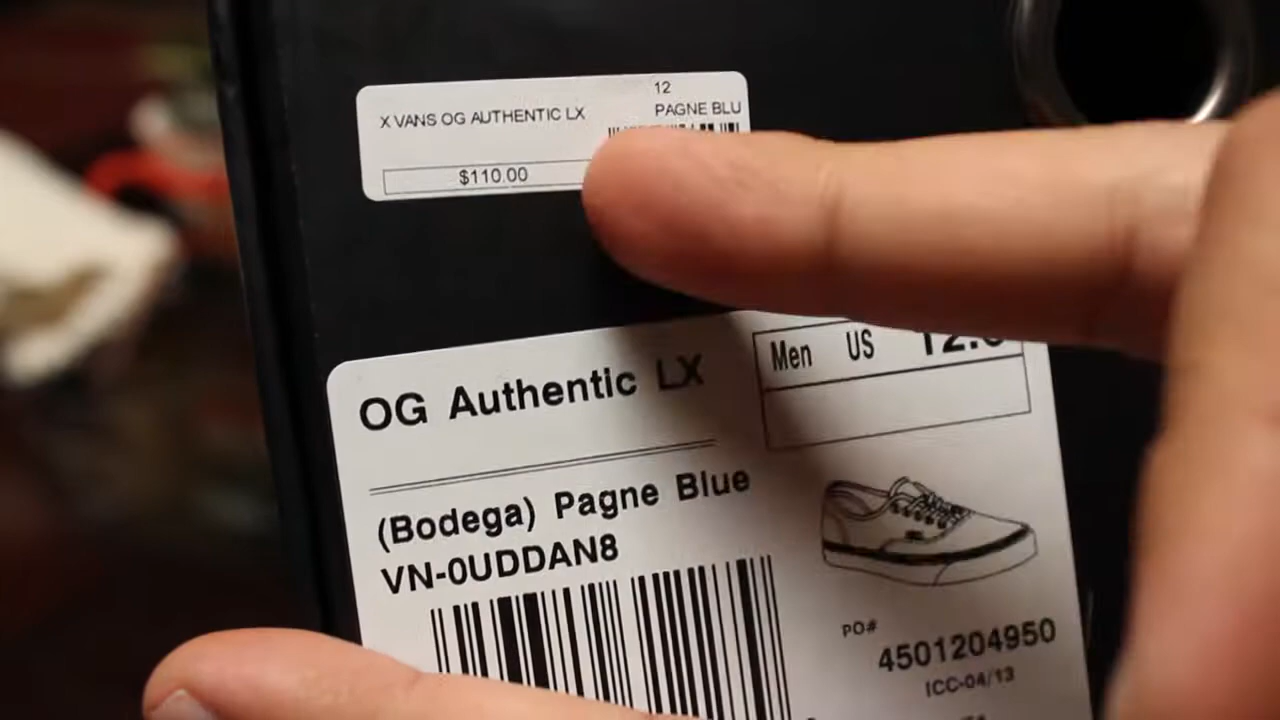 12
X VANS OG AUTHENTIC LX
PAGNE BLU
$110.00
OG Authentic LX
Men US
(Bodega) Pagne Blue
VN-0UDDAN8
PO#
4501204950
ICC-04/13